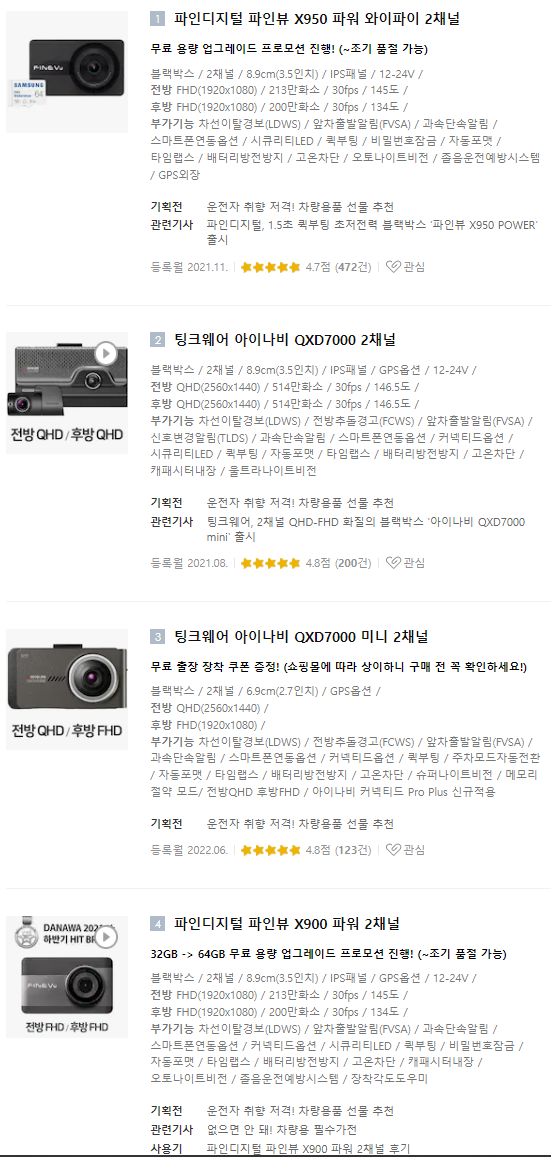 1 파인디지털 파인뷰 X950 파워 와이파이 2채널
무료 용량 업그레이드 프로모션 진행! (~조기 품절 가능)
FINEVu
SAMSUNG
64
블랙박스 / 2채널 / 8.9cm(3.5인치) / IPS패널 / 12-24V /
전방 FHD(1920x1080) / 213만화소 / 30fps / 145도 /
후방 FHD(1920x1080) / 200만화소 / 30fps / 134도 /
부가기능 차선이탈경보(LDWS) / 앞차출발알림(FVSA) / 과속단속알림 /
스마트폰연동옵션 / 시큐리티LED / 퀵부팅 / 비밀번호잠금 / 자동포맷 /
타임랩스 / 배터리방전방지 / 고온차단 / 오토나이트비전 / 졸음운전예방시스템
/ GPS외장
기획전 운전자 취향 저격! 차량용품 선물 추천
관련기사 파인디지털, 1.5초 퀵부팅 초저전력 블랙박스 '파인뷰 X950 POWER'
출시
등록월 2021.11. 4.7점 (472건) 관심
2 팅크웨어 아이나비 QXD7000 2채널
블랙박스 / 2채널 / 8.9cm(3.5인치) / IPS패널 / GPS옵션 / 12-24V /
전방 QHD(2560x1440) / 514만화소 / 30fps / 146.5도 /
후방 QHD(2560x1440) / 514만화소 / 30fps / 146.5도 /
부가기능 차선이탈경보(LDWS) / 전방추돌경고(FCWS) / 앞차출발알림(FVSA) /
신호변경알림(TLDS) / 과속단속알림 / 스마트폰연동옵션 / 커넥티드옵션 /
시큐리티LED / 퀵부팅 / 자동포맷 / 타임랩스 / 배터리방전방지 / 고온차단 /
캐패시터내장 / 울트라나이트비전
전방 QHD / 후방 QHD
기획전 운전자 취향 저격! 차량용품 선물 추천
관련기사 팅크웨어, 2채널 QHD-FHD 화질의 블랙박스 '아이나비 QXD7000
mini' 출시
등록월 2021.08. 4.8점 (200건) 관심
3 팅크웨어 아이나비 QXD7000 미니 2채널
무료 출장 장착 쿠폰 증정! (쇼핑몰에 따라 상이하니 구매 전 꼭 확인하세요!)
블랙박스 / 2채널 / 6.9cm(2.7인치) / GPS옵션 /
전방 QHD(2560x1440) /
후방 FHD(1920x1080) /
부가기능 차선이탈경보(LDWS) / 전방추돌경고(FCWS) / 앞차출발알림(FVSA) /
과속단속알림 / 스마트폰연동옵션 / 커넥티드옵션 / 퀵부팅 / 주차모드자동전환
/ 자동포맷 / 타임랩스 / 배터리방전방지 / 고온차단 / 슈퍼나이트비전 / 메모리
절약 모드/ 전방QHD 후방FHD / 아이나비 커넥티드 Pro Plus 신규적용
전방 QHD / 후방 FHD
기획전 운전자 취향 저격! 차량용품 선물 추천
등록월 2022.06. 4.8점 (123건) 관심
4 파인디지털 파인뷰 X900 파워 2채널
DANAWA
하반기 HIT
32GB -> 64GB 무료 용량 업그레이드 프로모션 진행! (~조기 품절 가능)
FINEVu
블랙박스 / 2채널 / 8.9cm(3.5인치) / IPS패널 / GPS옵션 / 12-24V /
전방 FHD(1920x1080) / 213만화소 / 30fps / 145도 /
후방 FHD(1920x1080) / 200만화소 / 30fps / 134도 /
전방 FHD / 후방 FHD
부가기능 차선이탈경보(LDWS) / 앞차출발알림(FVSA) / 과속단속알림 /
스마트폰연동옵션 / 커넥티드옵션 / 시큐리티LED / 퀵부팅 / 비밀번호잠금 /
자동포맷 / 타임랩스 / 배터리방전방지 / 고온차단 / 캐패시터내장 /
오토나이트비전 / 졸음운전예방시스템 / 장착각도도우미
기획전 운전자 취향 저격! 차량용품 선물 추천
관련기사 없으면 안 돼! 차량용 필수가전
사용기 파인디지털 파인뷰 X900 파워 2채널 후기